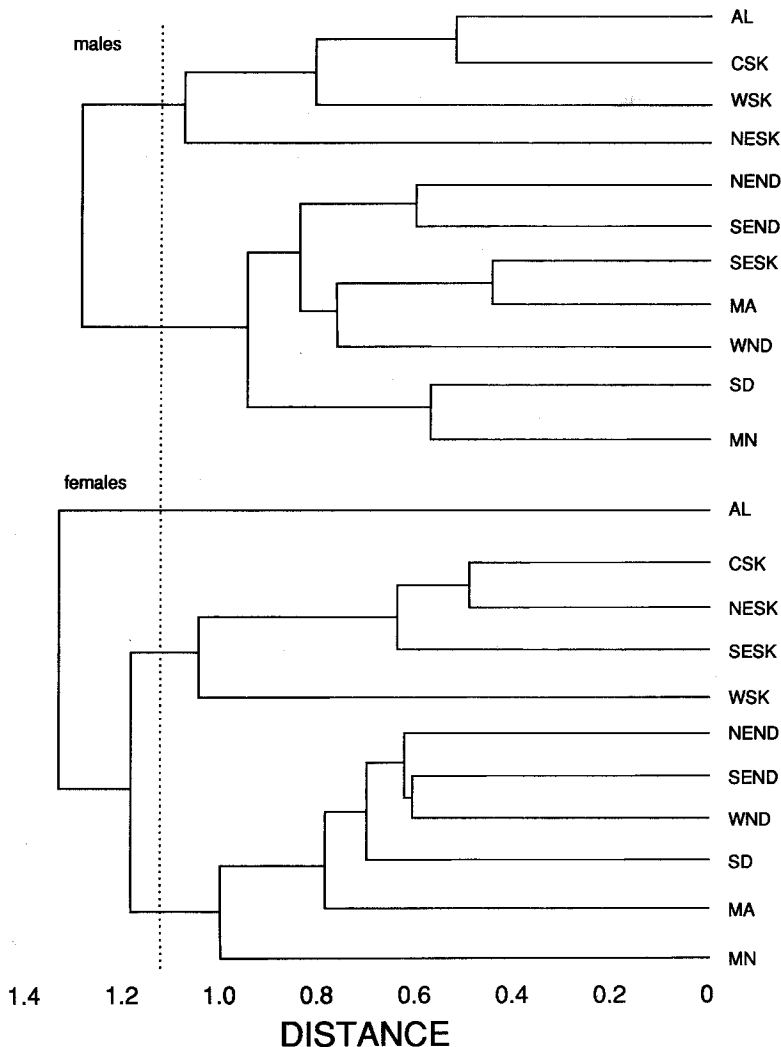 males
AL
CSK
WSK
NESK
NEND
SEND
SESK
MA
WND
SD
MN
females
AL
CSK
NESK
SESK
WSK
NEND
SEND
WND
SD
MA
MN
1.4 1.2 1.0 0.8 0.6 0.4 0.2 0
DISTANCE